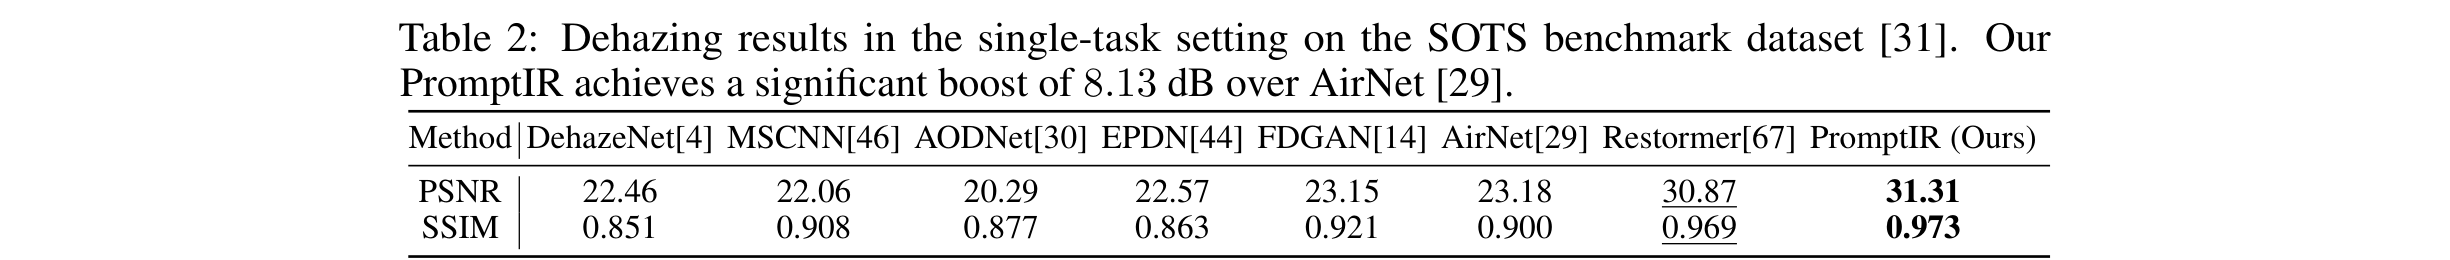 Table 2: Dehazing results in the single-task setting on the SOTS benchmark dataset [31]. Our
PromptIR achieves a significant boost of 8.13 dB over AirNet [29].
Method DehazeNet[4] MSCNN[46] AODNet[30] EPDN[44] FDGAN[14] AirNet[29] Restormer[67] PromptIR (Ours)
PSNR 22.46 22.06 20.29 22.57 23.15 23.18 30.87 31.31
SSIM 0.851 0.908 0.877 0.863 0.921 0.900 0.969 0.973